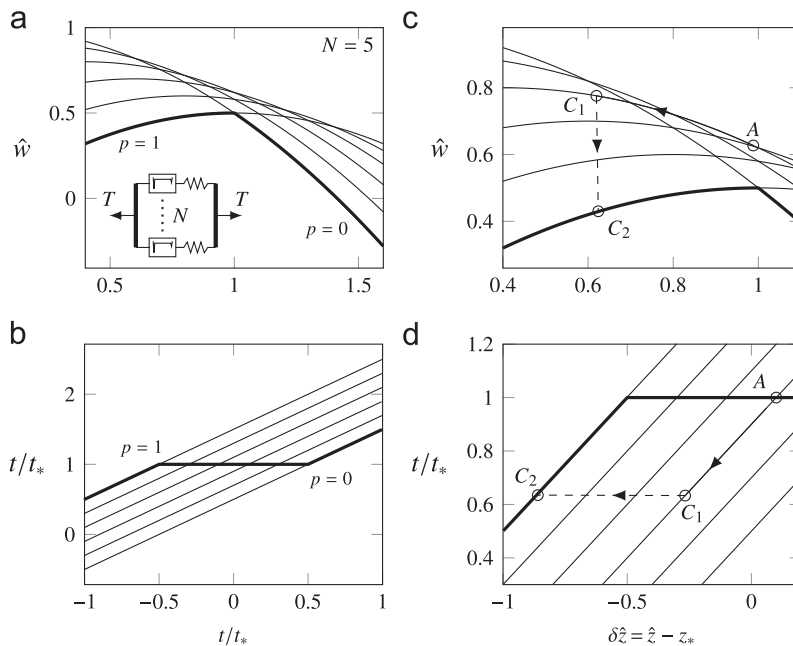 a
N = 5
1
0.5
0
ŵ
p = 1
p = 0
T
N
T
0.5
1
1.5
c
0.8
0.6
0.4
ŵ
C₁
A
C₂
0.4
0.6
0.8
1
b
2
1
0
t/t*
p = 1
p = 0
−1
−0.5
0
0.5
1
t/t*
d
1.2
1
0.8
0.6
0.4
t/t*
A
C₂
C₁
−1
−0.5
0
δẑ = ẑ − z*